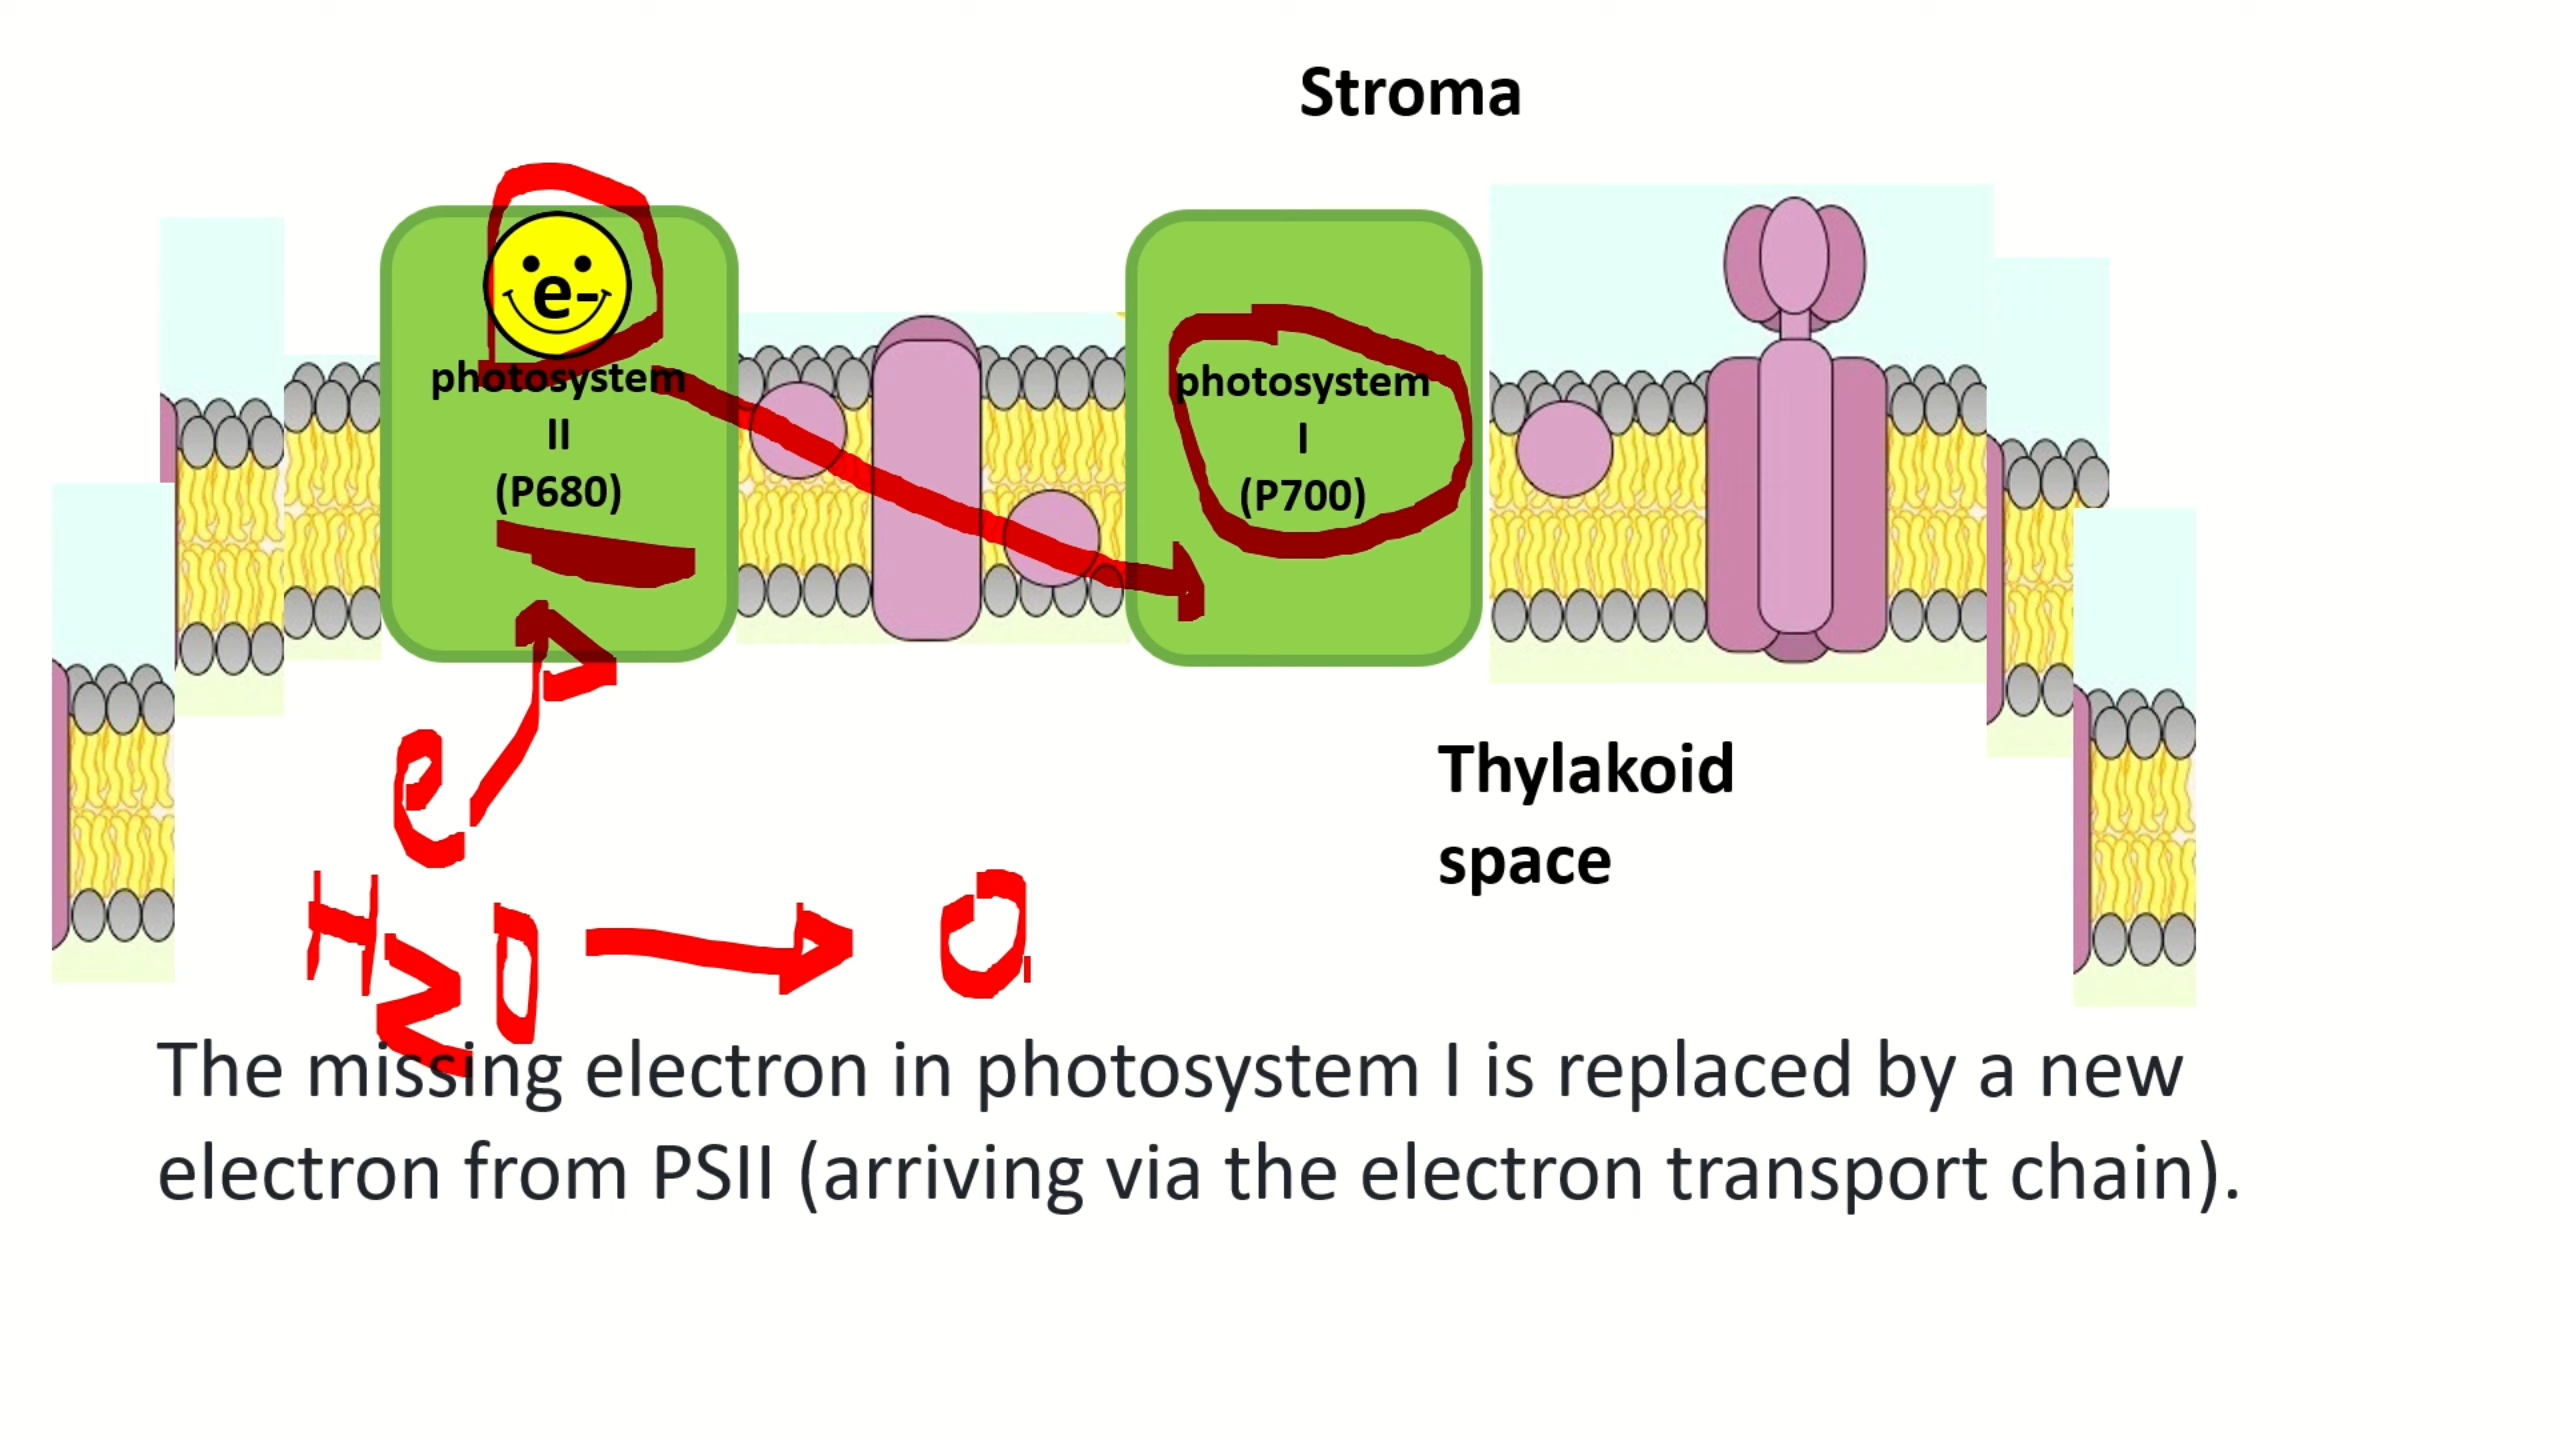 Stroma
e-
photosystem
II
(P680)
photosystem
I
(P700)
Thylakoid
space
e
H2O
O
The missing electron in photosystem I is replaced by a new
electron from PSII (arriving via the electron transport chain).